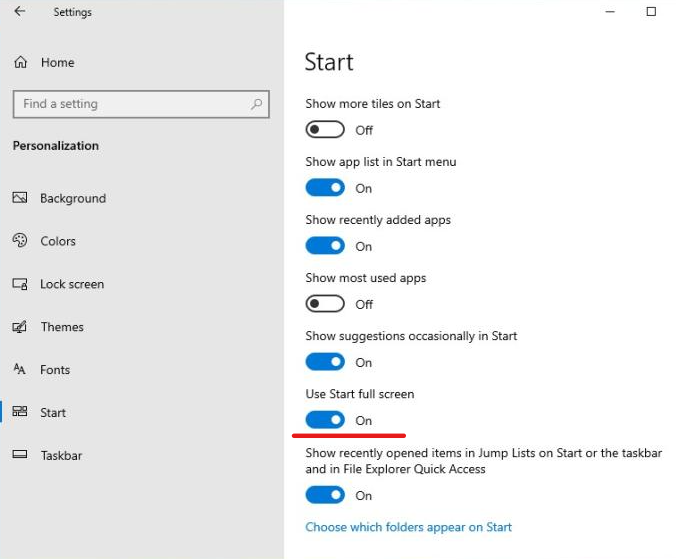 Settings
Home
Find a setting
Personalization
Background
Colors
Lock screen
Themes
Fonts
Start
Taskbar
Start
Show more tiles on Start
Off
Show app list in Start menu
On
Show recently added apps
On
Show most used apps
Off
Show suggestions occasionally in Start
On
Use Start full screen
On
Show recently opened items in Jump Lists on Start or the taskbar
and in File Explorer Quick Access
On
Choose which folders appear on Start